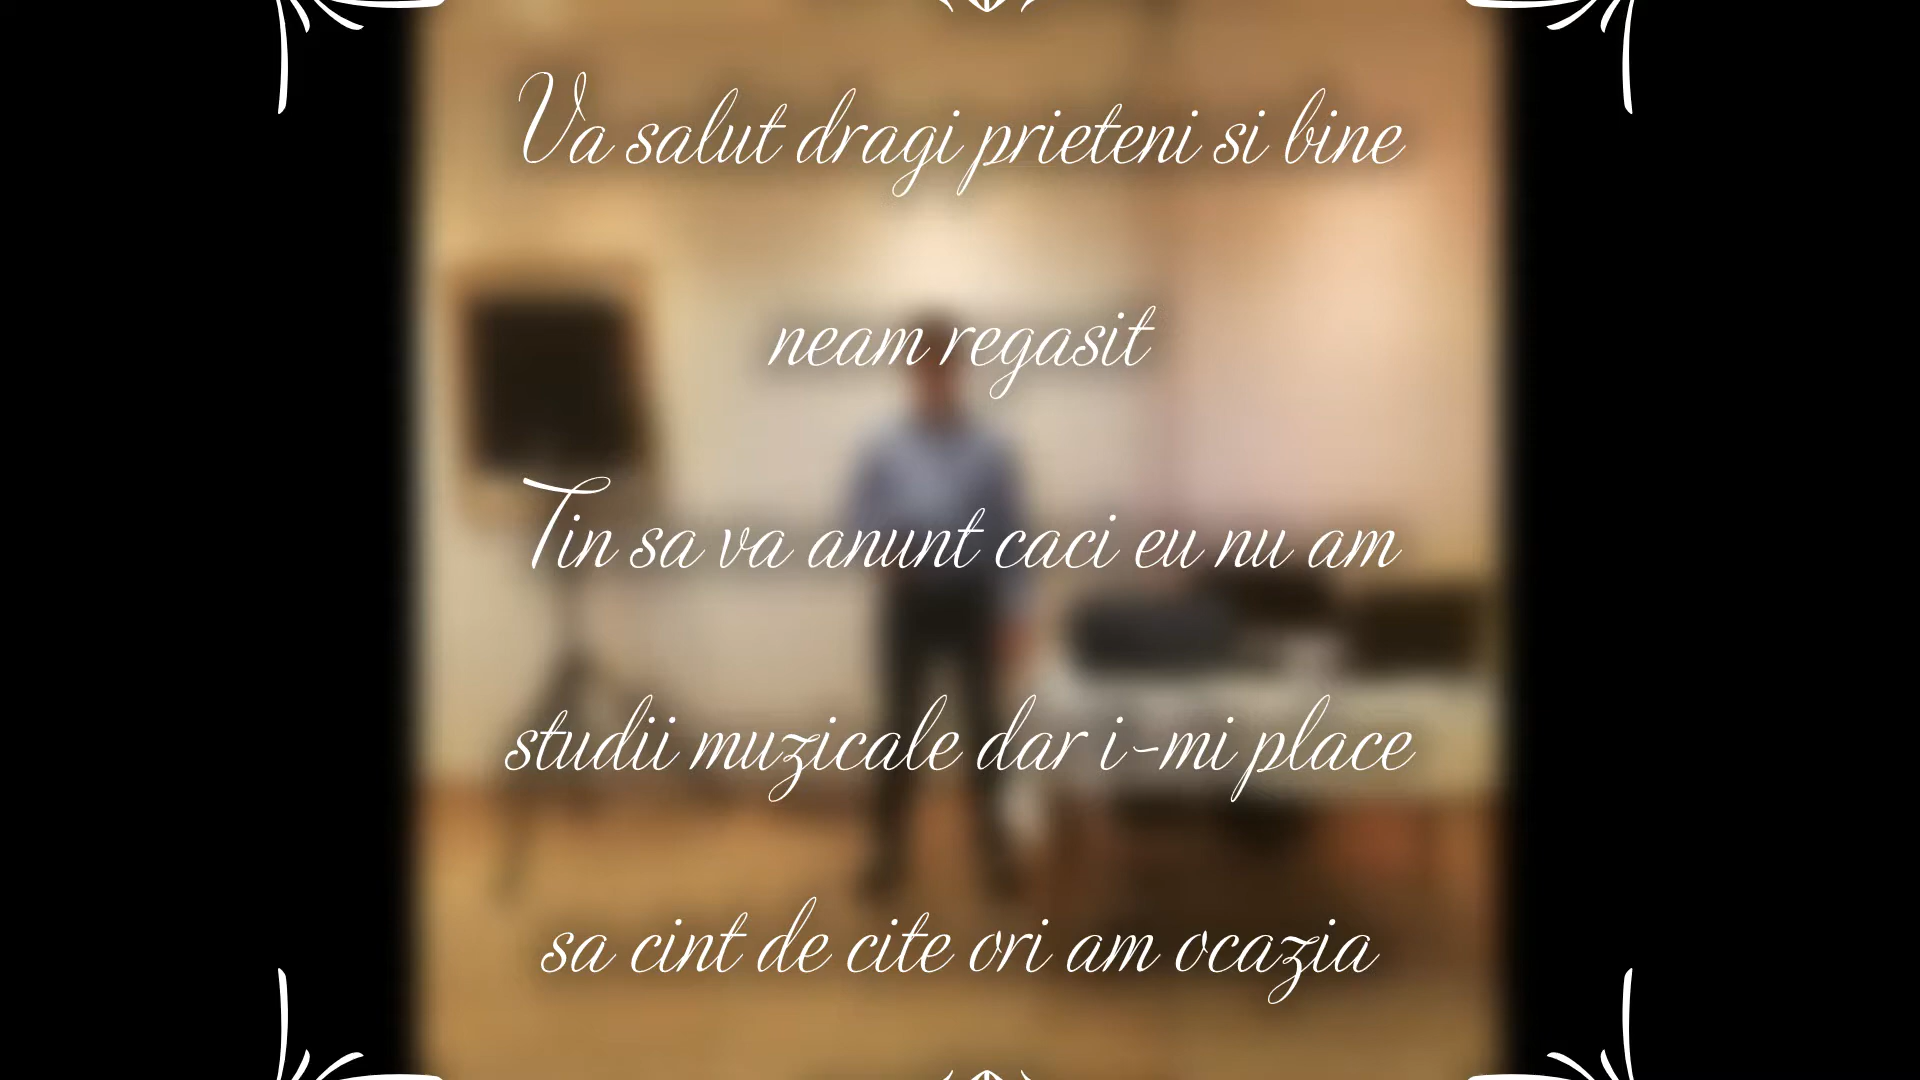 Va salut dragi prieteni si bine
neam regasit
Tin sa va anunt caci eu nu am
studii muzicale dar i-mi place
sa cint de cite ori am ocazia